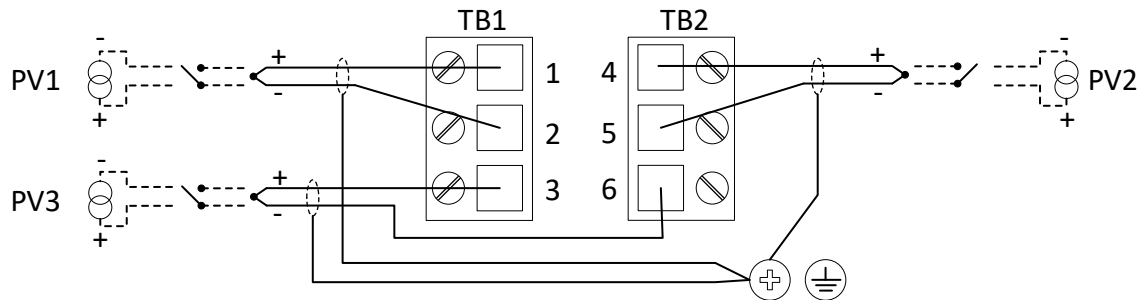 TB1 TB2
- + + -
PV1 1 4 PV2
- -
+ 2 5 +
- +
PV3 3 6
- 
+